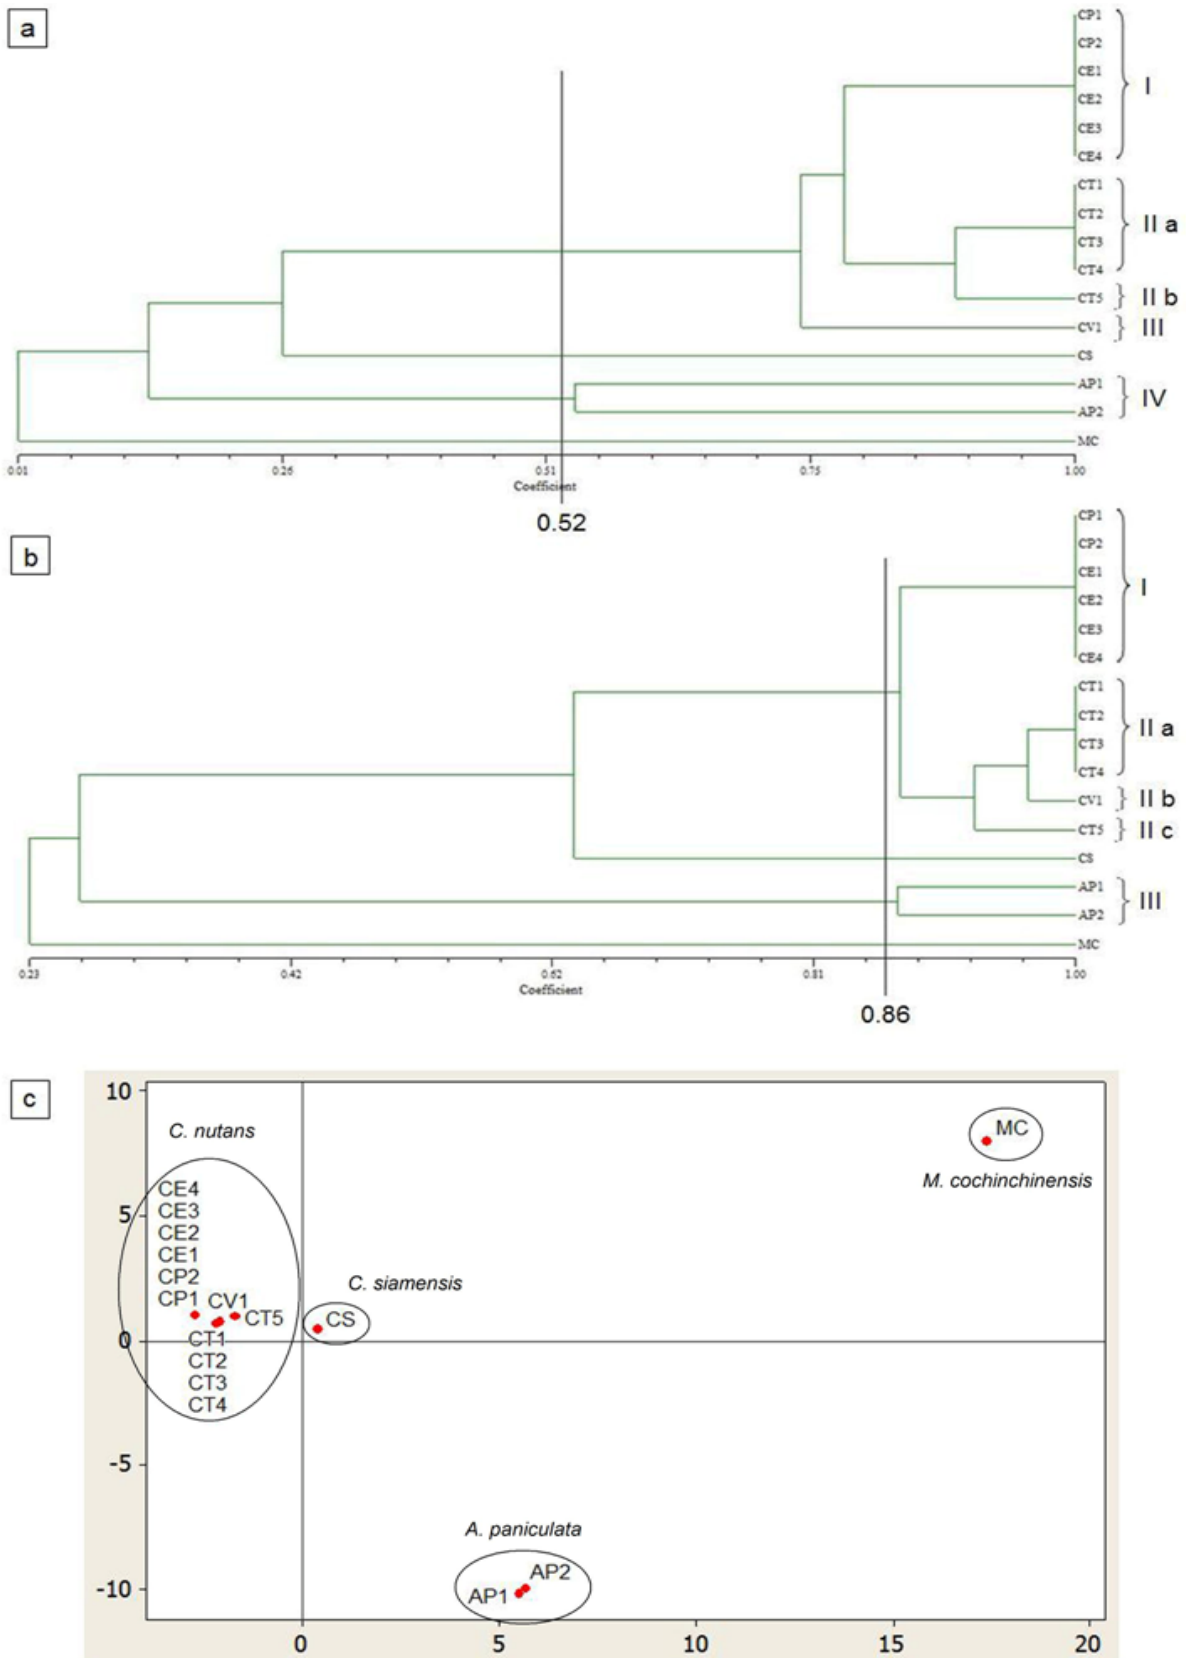 a
CP1
CP2
CE1
I
CE2
CE3
CE4
CT1
CT2
II a
CT3
CT4
CT5 II b
CV1 III
CS
AP1
IV
AP2
MC
0.01 0.26 0.51 0.75 1.00
Coefficient
0.52
b
CP1
CP2
CE1
I
CE2
CE3
CE4
CT1
CT2
II a
CT3
CT4
CV1 II b
CT5 II c
CS
AP1
III
AP2
MC
0.23 0.42 0.62 0.81 1.00
Coefficient
0.86
c
10
C. nutans
MC
M. cochinchinensis
CE4
5
CE3
CE2
CE1
CP2
C. siamensis
CP1 CV1
CT5
CS
0
CT1
CT2
CT3
CT4
-5
A. paniculata
AP2
-10
AP1
0 5 10 15 20